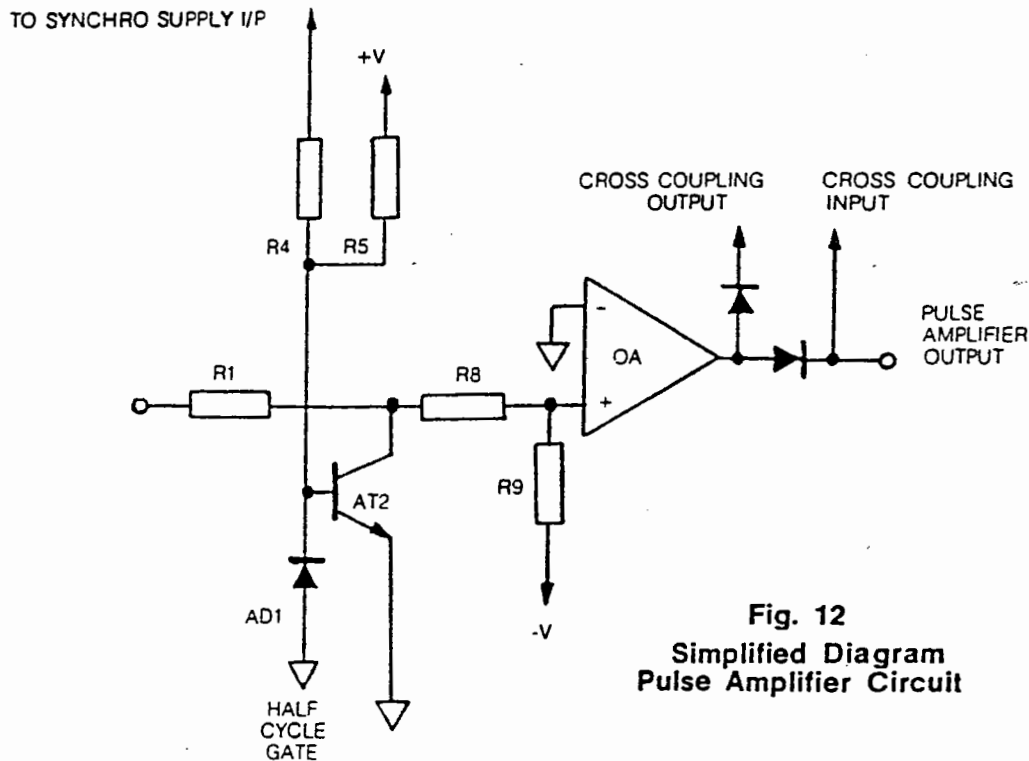 TO SYNCHRO SUPPLY I/P
+V
CROSS COUPLING
OUTPUT
CROSS COUPLING
INPUT
R4
R5
PULSE
AMPLIFIER
OUTPUT
-
OA
+
R1
R8
R9
AT2
AD1
-V
HALF
CYCLE
GATE
Fig. 12
Simplified Diagram
Pulse Amplifier Circuit